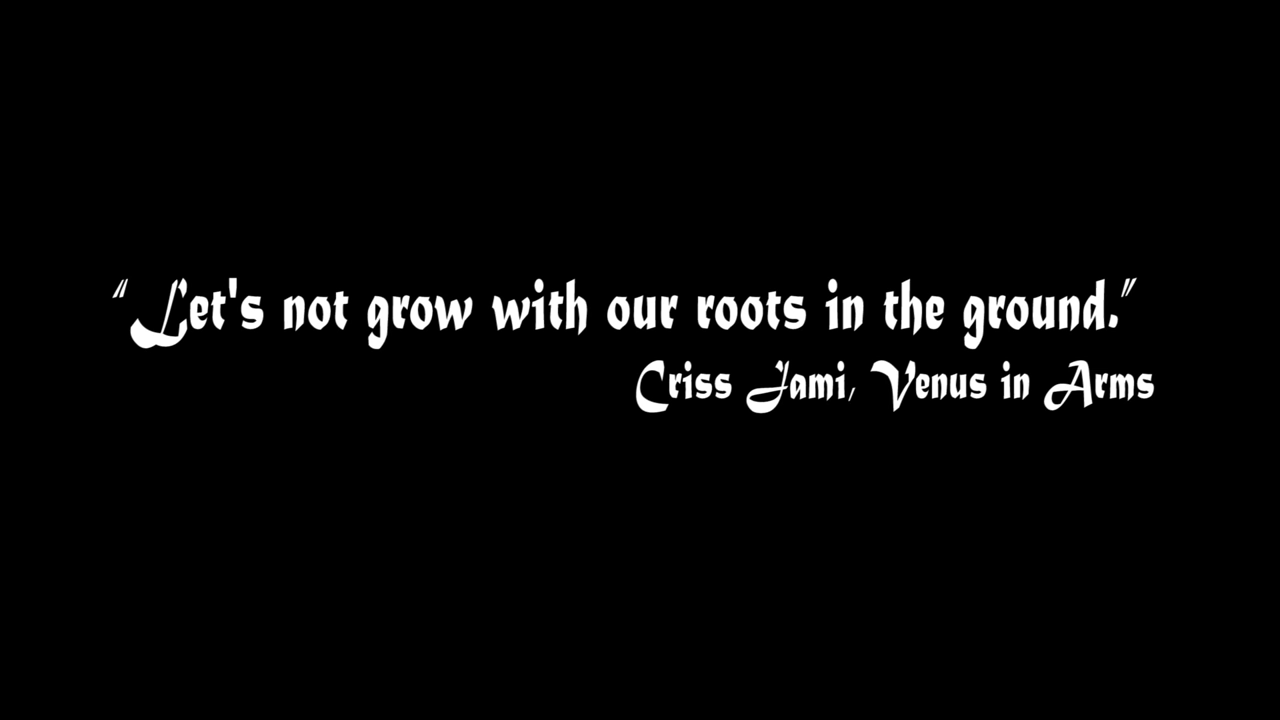 “Let's not grow with our roots in the ground.”
Criss Jami, Venus in Arms